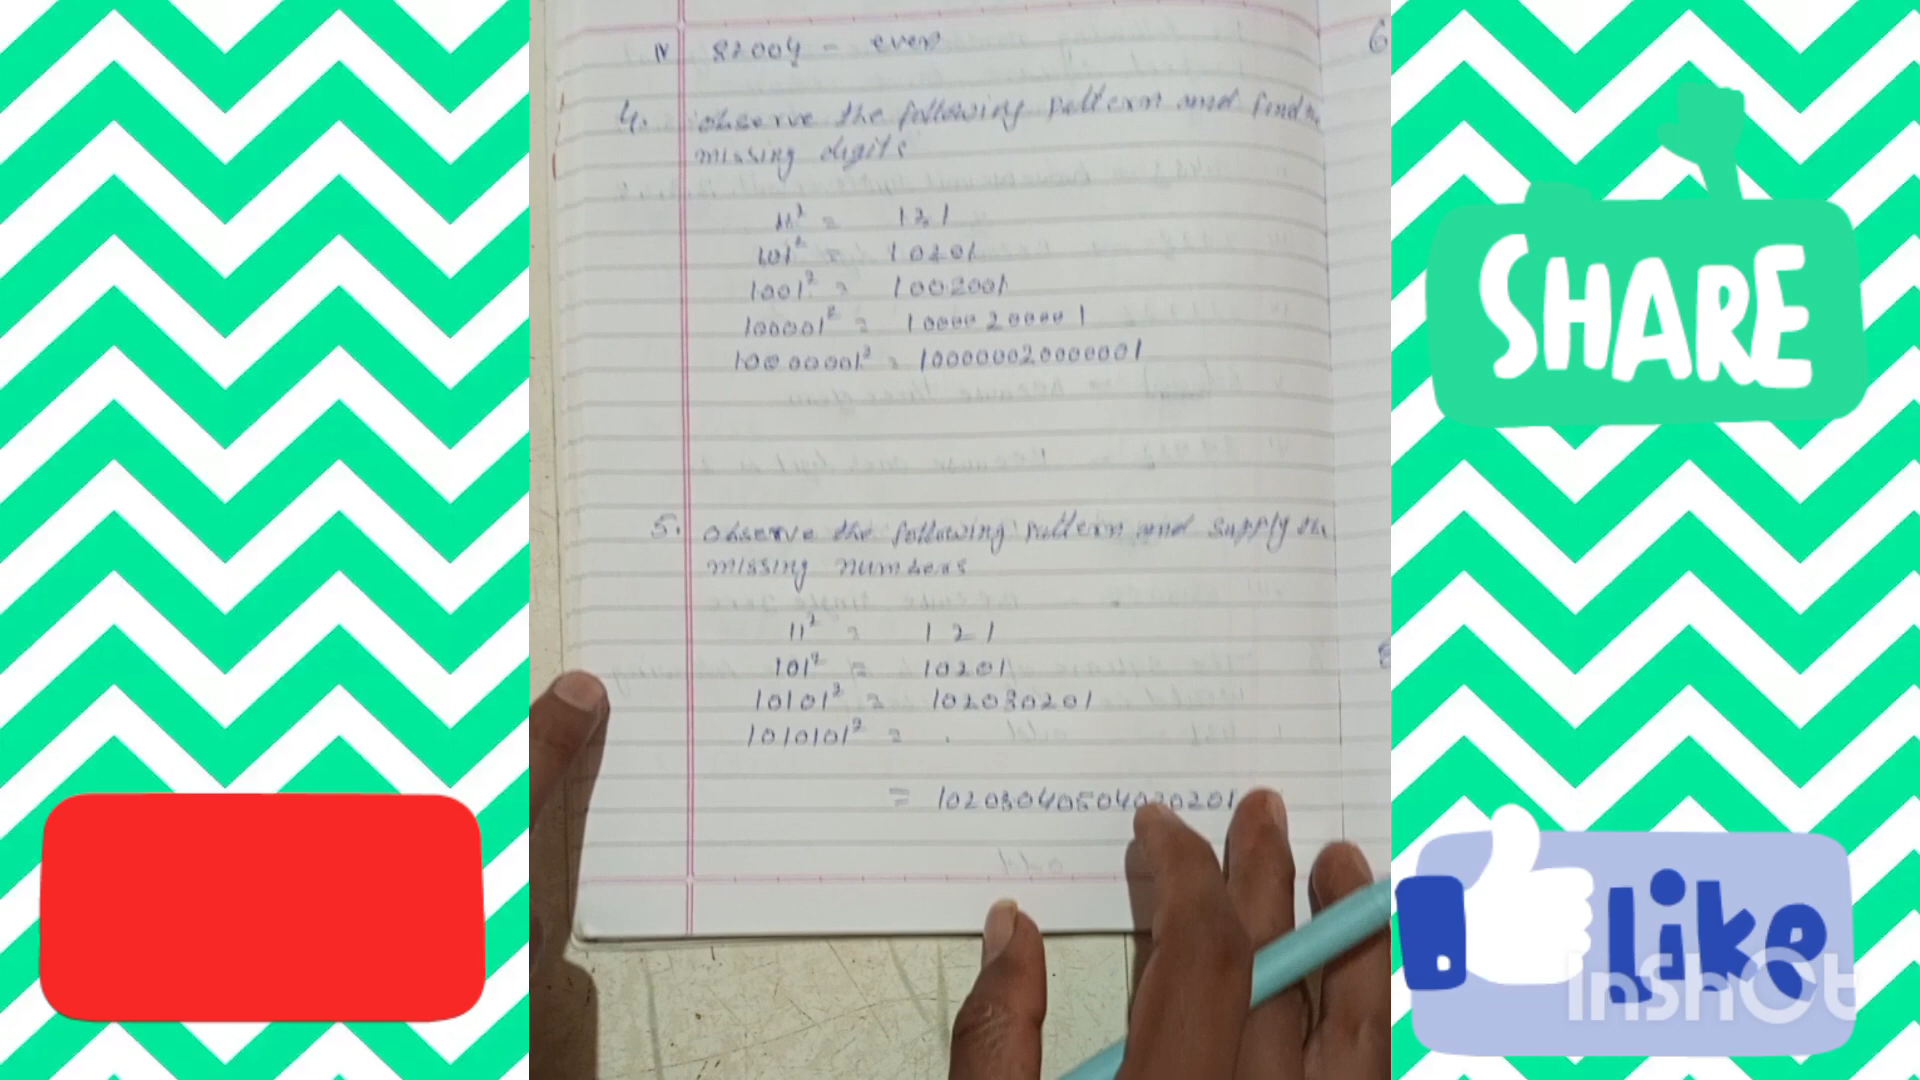 IV 82004 - even
6
4. observe the following pattern and find the
missing digits
11² = 121
101² = 10201
1001² = 1002001
100001² = 10000200001
10000001² = 100000020000001
5. observe the following pattern and supply the
missing numbers
11² = 121
101² = 10201
10101² = 102030201
1010101² = .
= 10203040504030201
SHARE
Like
InShOt